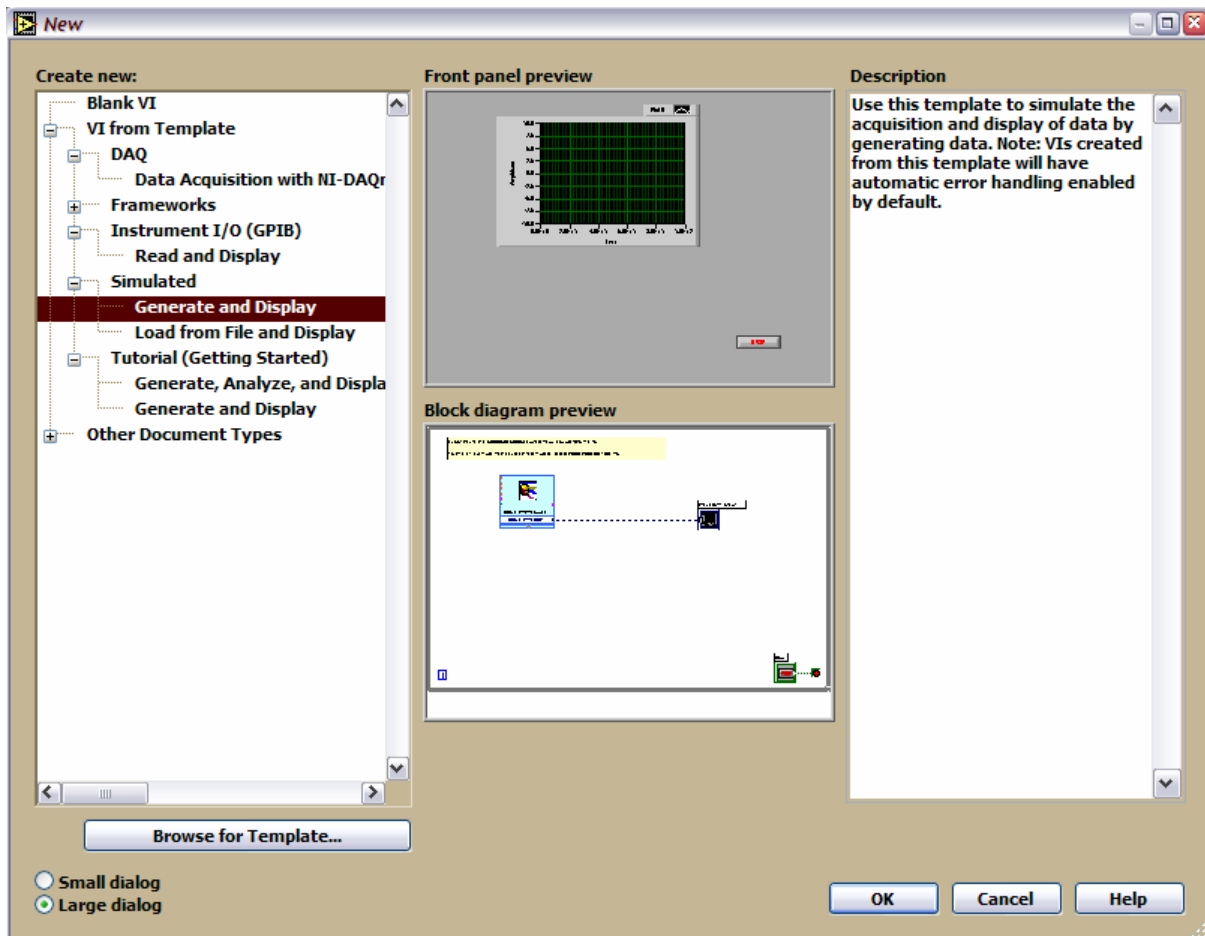 New
Create new:
Blank VI
VI from Template
DAQ
Data Acquisition with NI-DAQ
Frameworks
Instrument I/O (GPIB)
Read and Display
Simulated
Generate and Display
Load from File and Display
Tutorial (Getting Started)
Generate, Analyze, and Displa
Generate and Display
Other Document Types
Browse for Template...
Small dialog
Large dialog
Front panel preview
Block diagram preview
Description
Use this template to simulate the
acquisition and display of data by
generating data. Note: VIs created
from this template will have
automatic error handling enabled
by default.
OK
Cancel
Help